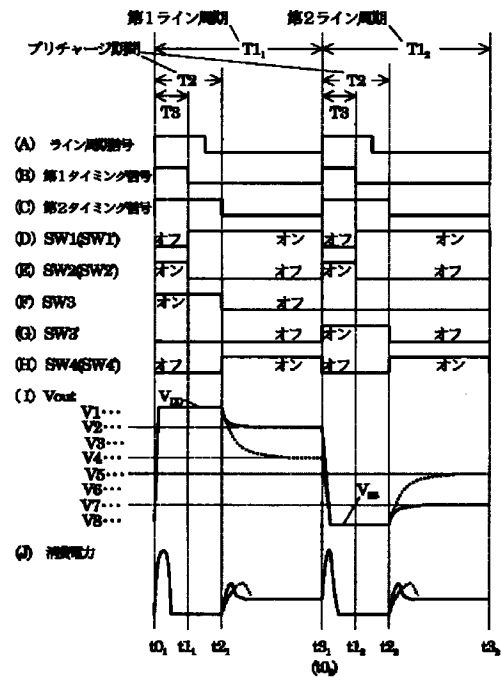 第1ライン周期
第2ライン周期
プリチャージ期間
T1₁
T1₂
T2
T2
T3
T3
(A) ライン周期信号
(B) 第1タイミング信号
(C) 第2タイミング信号
(D) SW1(SW1') オフ オン オフ オン
(E) SW2(SW2') オン オフ オン オフ
(F) SW3 オン オフ
(G) SW3' オフ オン オフ
(H) SW4(SW4') オフ オン オフ オン
(I) Vout
V_DD
V1…
V2…
V3…
V4…
V5…
V6…
V_SS
V7…
V8…
(J) 消費電力
t0₁ t1₁ t2₁ t3₁ t1₂ t2₂ t3₂
(t0₂)